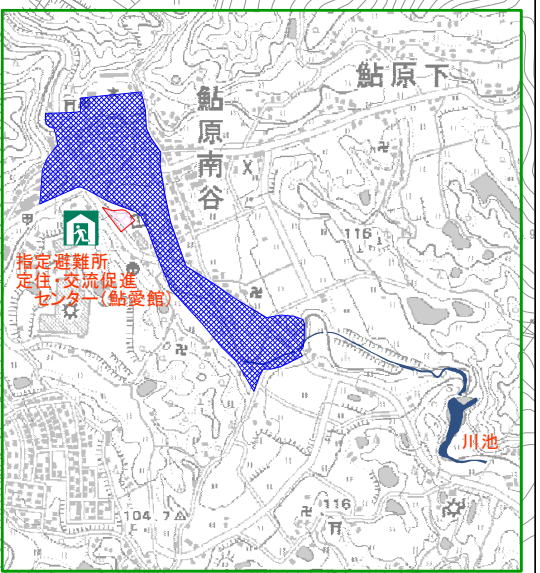 鮎原下
鮎原南谷
116
指定避難所
定住・交流促進
センター(鮎愛館)
川池
116
104.7